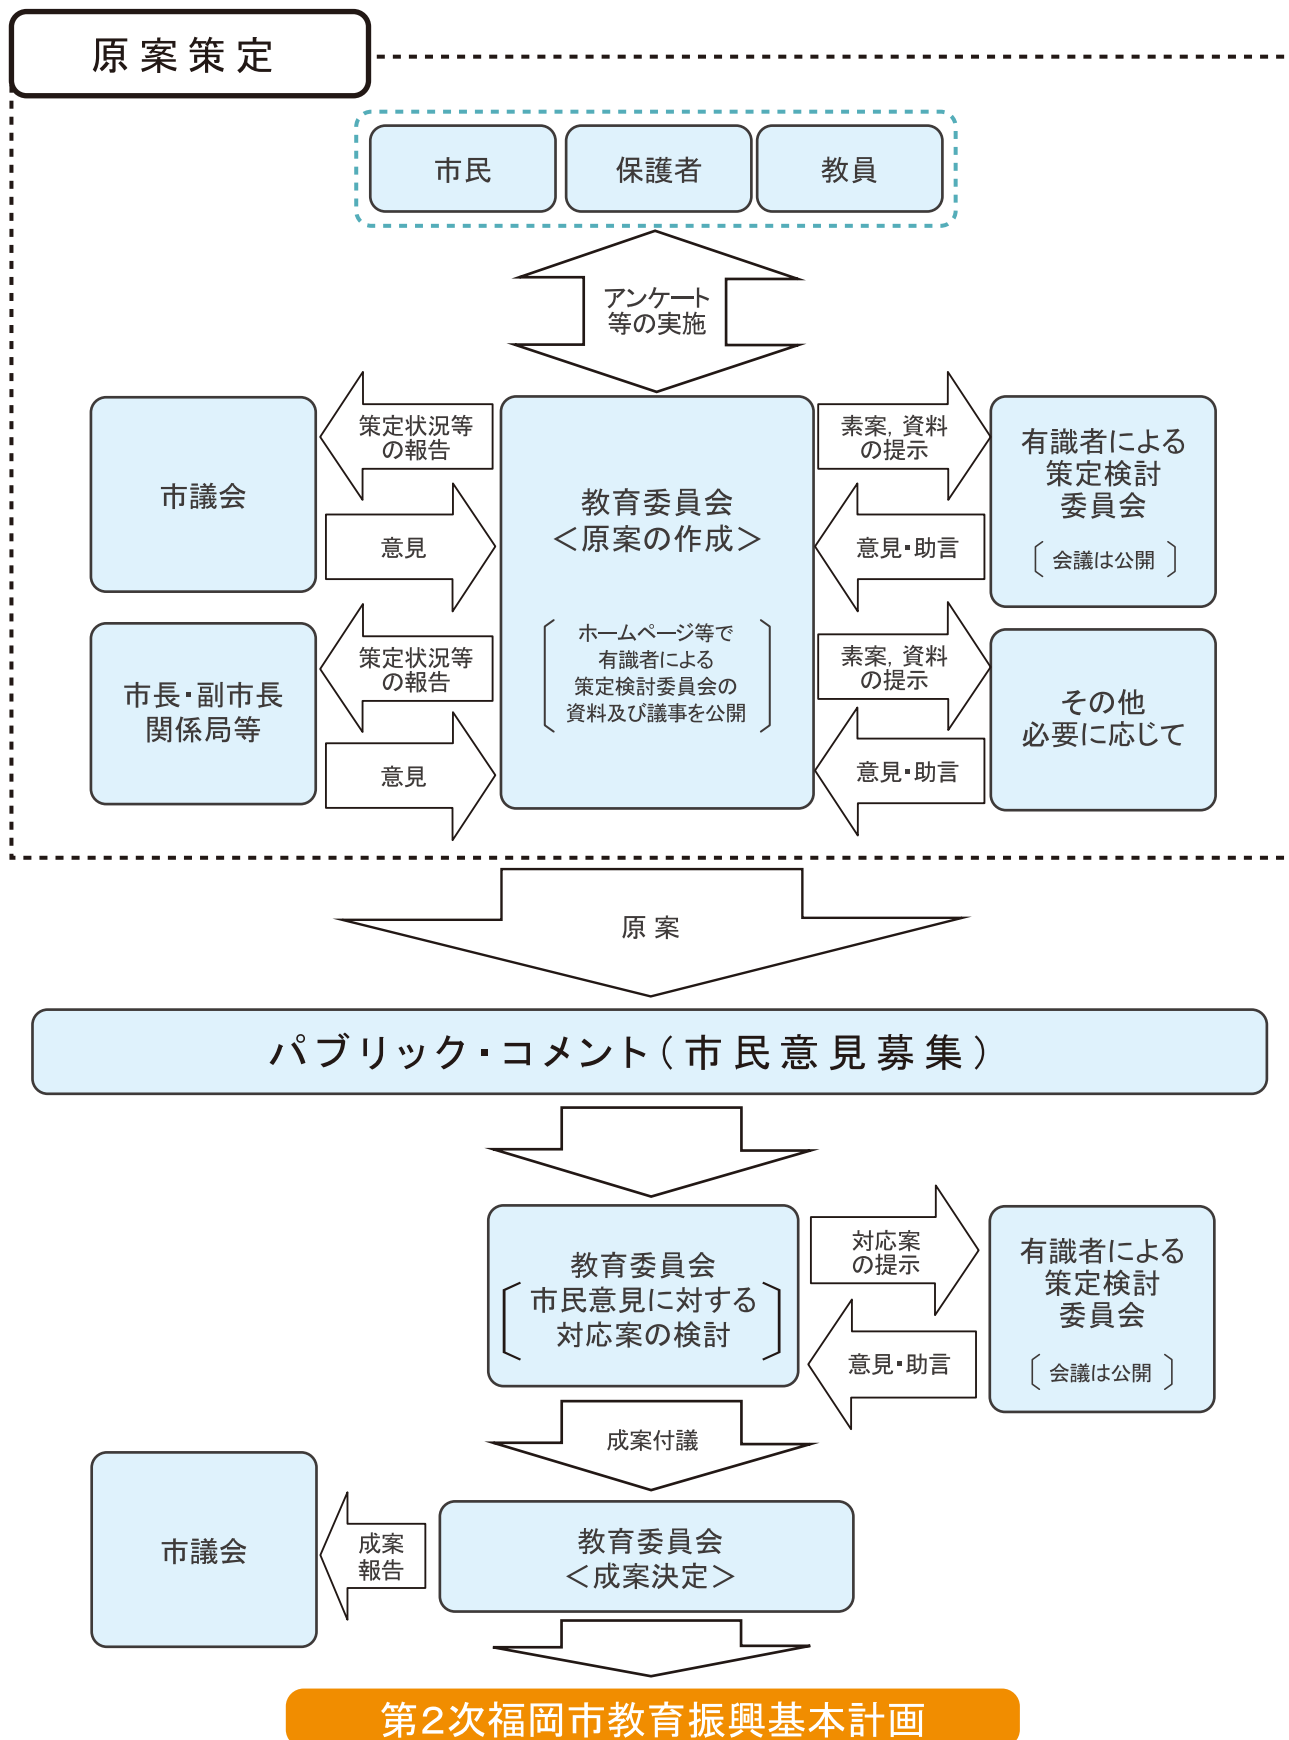 原案策定
市民
保護者
教員
アンケート
等の実施
市議会
策定状況等
の報告
意見
教育委員会
＜原案の作成＞
ホームページ等で
有識者による
策定検討委員会の
資料及び議事を公開
素案，資料
の提示
意見・助言
有識者による
策定検討
委員会
〔会議は公開〕
市長・副市長
関係局等
策定状況等
の報告
意見
素案，資料
の提示
意見・助言
その他
必要に応じて
原案
パブリック・コメント（市民意見募集）
教育委員会
市民意見に対する
対応案の検討
対応案
の提示
意見・助言
有識者による
策定検討
委員会
〔会議は公開〕
成案付議
市議会
成案
報告
教育委員会
＜成案決定＞
第2次福岡市教育振興基本計画